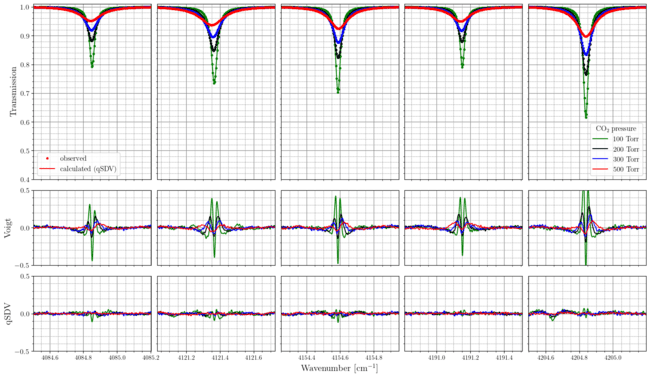 1.0
0.9
0.8
0.7
0.6
0.5
0.4
Transmission
observed
calculated (qSDV)
CO₂ pressure
100 Torr
200 Torr
300 Torr
500 Torr
0.5
0.0
−0.5
Voigt
0.5
0.0
−0.5
qSDV
4084.6 4084.8 4085.0 4085.2
4121.2 4121.4 4121.6
4154.4 4154.6 4154.8
4191.0 4191.2 4191.4
4204.6 4204.8 4205.0
Wavenumber [cm⁻¹]